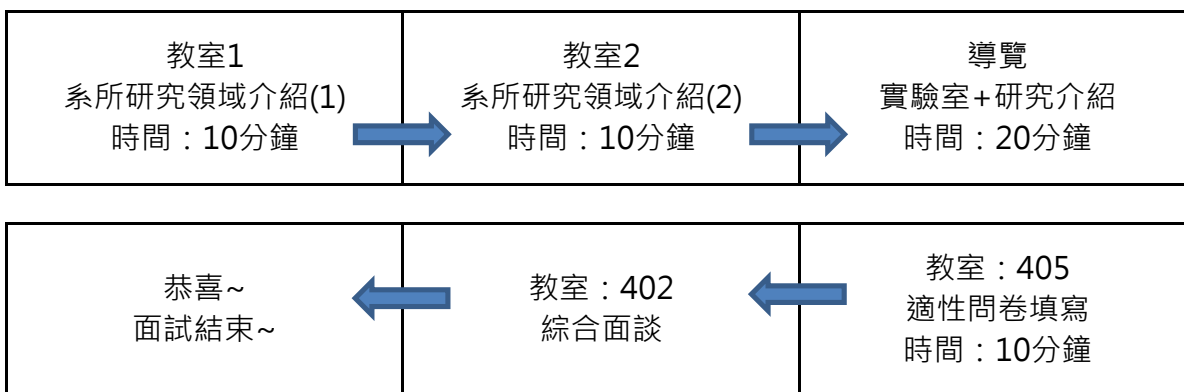 教室1
系所研究領域介紹(1)
時間：10分鐘
教室2
系所研究領域介紹(2)
時間：10分鐘
導覽
實驗室+研究介紹
時間：20分鐘
教室：405
適性問卷填寫
時間：10分鐘
教室：402
綜合面談
恭喜~
面試結束~